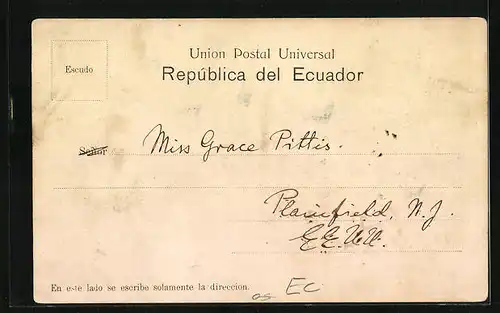 Union Postal Universal
República del Ecuador
Escudo
Señor Miss Grace Pittis.
Plainfield, N.J.
E.E.U.U.
En este lado se escribe solamente la direccion.
EC